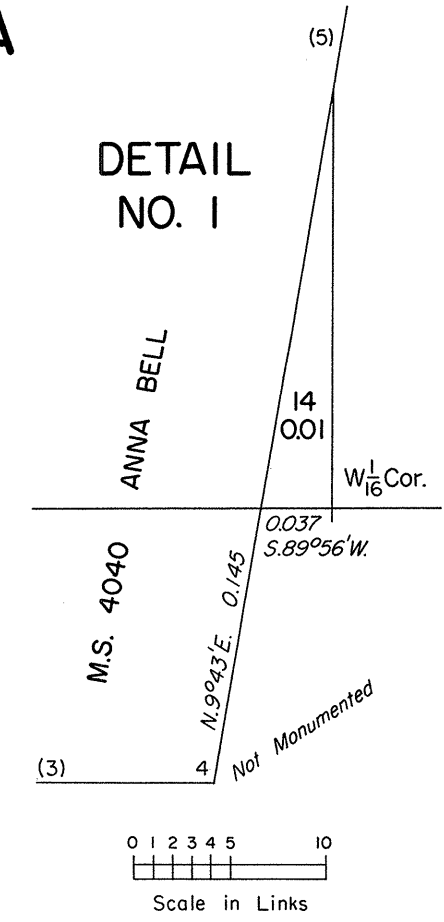 A
(5)
DETAIL
NO. 1
ANNA BELL
14
0.01
W 1/16 Cor.
0.037
S.89°56'W.
M.S. 4040
N.9°43'E. 0.145
Not Monumented
(3)
4
0 1 2 3 4 5 10
Scale in Links